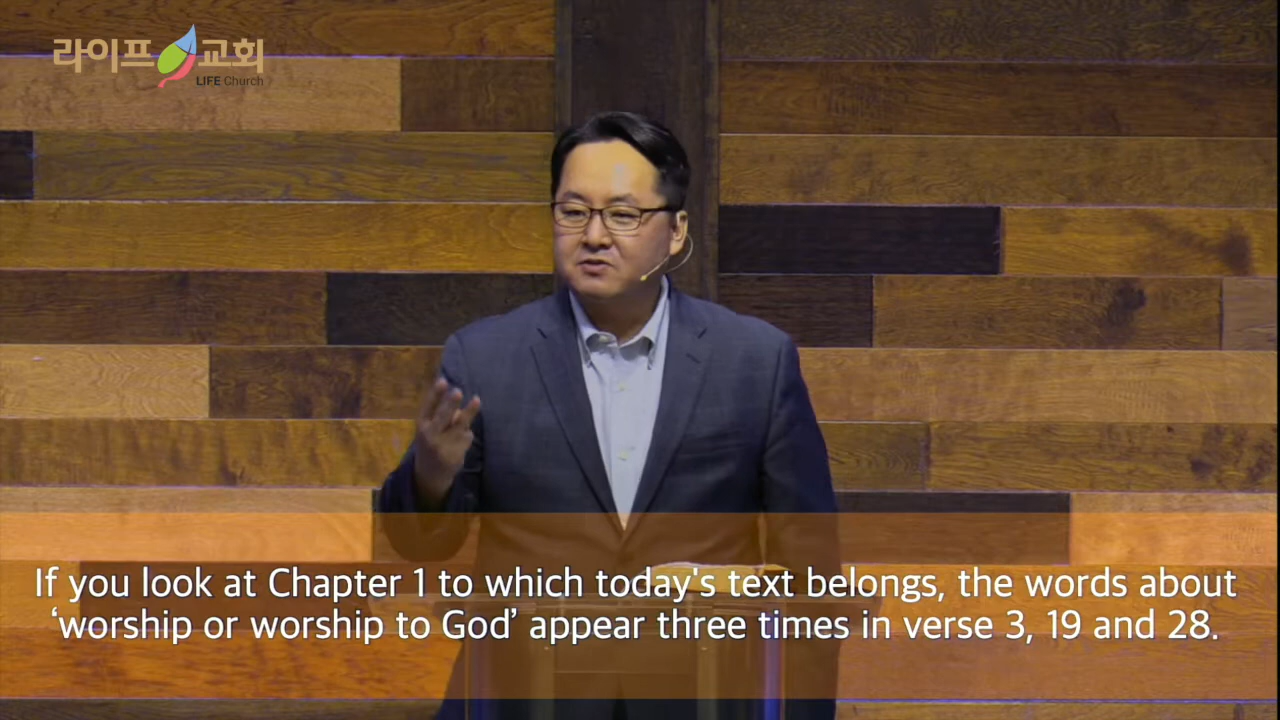 라이프 교회
LIFE Church
If you look at Chapter 1 to which today's text belongs, the words about
‘worship or worship to God’ appear three times in verse 3, 19 and 28.